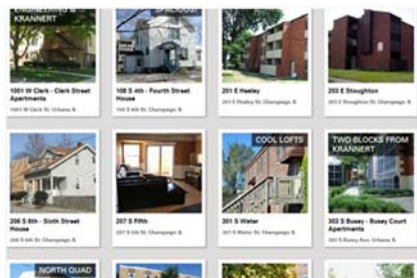 ENGINEERING &
KRANNERT
SPACIOUS!
1001 W Clark - Clark Street
Apartments
1001 W Clark St. Urbana, IL
108 S 4th - Fourth Street
House
108 S 4th St. Champaign, IL
201 E Healey
201 E Healey St. Champaign, IL
203 E Stoughton
203 E Stoughton St. Champaign, IL
COOL LOFTS
TWO BLOCKS FROM
KRANNERT
206 S 6th - Sixth Street
House
206 S 6th St. Champaign, IL
207 S Fifth
207 S 5th St. Champaign, IL
301 S Water
301 S Water St. Champaign, IL
303 S Busey - Busey Court
Apartments
303 S Busey Ave. Urbana, IL
NORTH QUAD